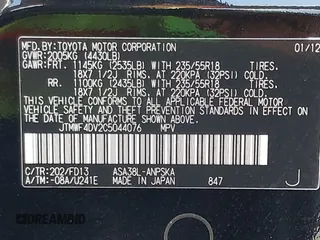 MFD.BY:TOYOTA MOTOR CORPORATION 01/12
GVWR:2005KG (4430LB)
GAWR:FRT. 1145KG (2535LB) WITH 235/55R18 TIRES,
18X7 1/2J RIMS, AT 220KPA (32PSI) COLD.
RR. 1100KG (2425LB) WITH 235/55R18 TIRES,
18X7 1/2J RIMS, AT 220KPA (32PSI) COLD.
THIS VEHICLE CONFORMS TO ALL APPLICABLE
FEDERAL MOTOR VEHICLE SAFETY AND
THEFT PREVENTION STANDARDS IN EFFECT ON
THE DATE OF MANUFACTURE SHOWN ABOVE.
JTMWF4DV2C5044076 MPV
C/TR:202/FD13 ASA38L-ANPSKA
A/TM:-08A/U241E MADE IN JAPAN 847 J
DREAMBID